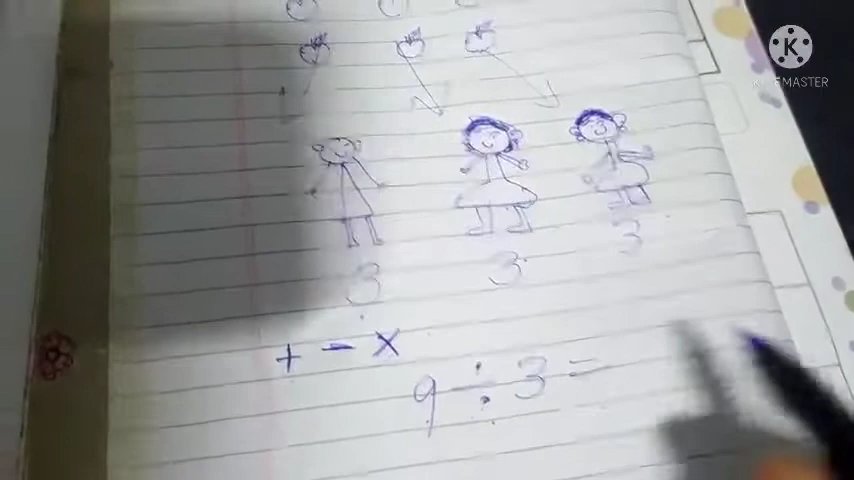 K
KINEMASTER
3 3 3
+ - ×
9 ÷ 3 =